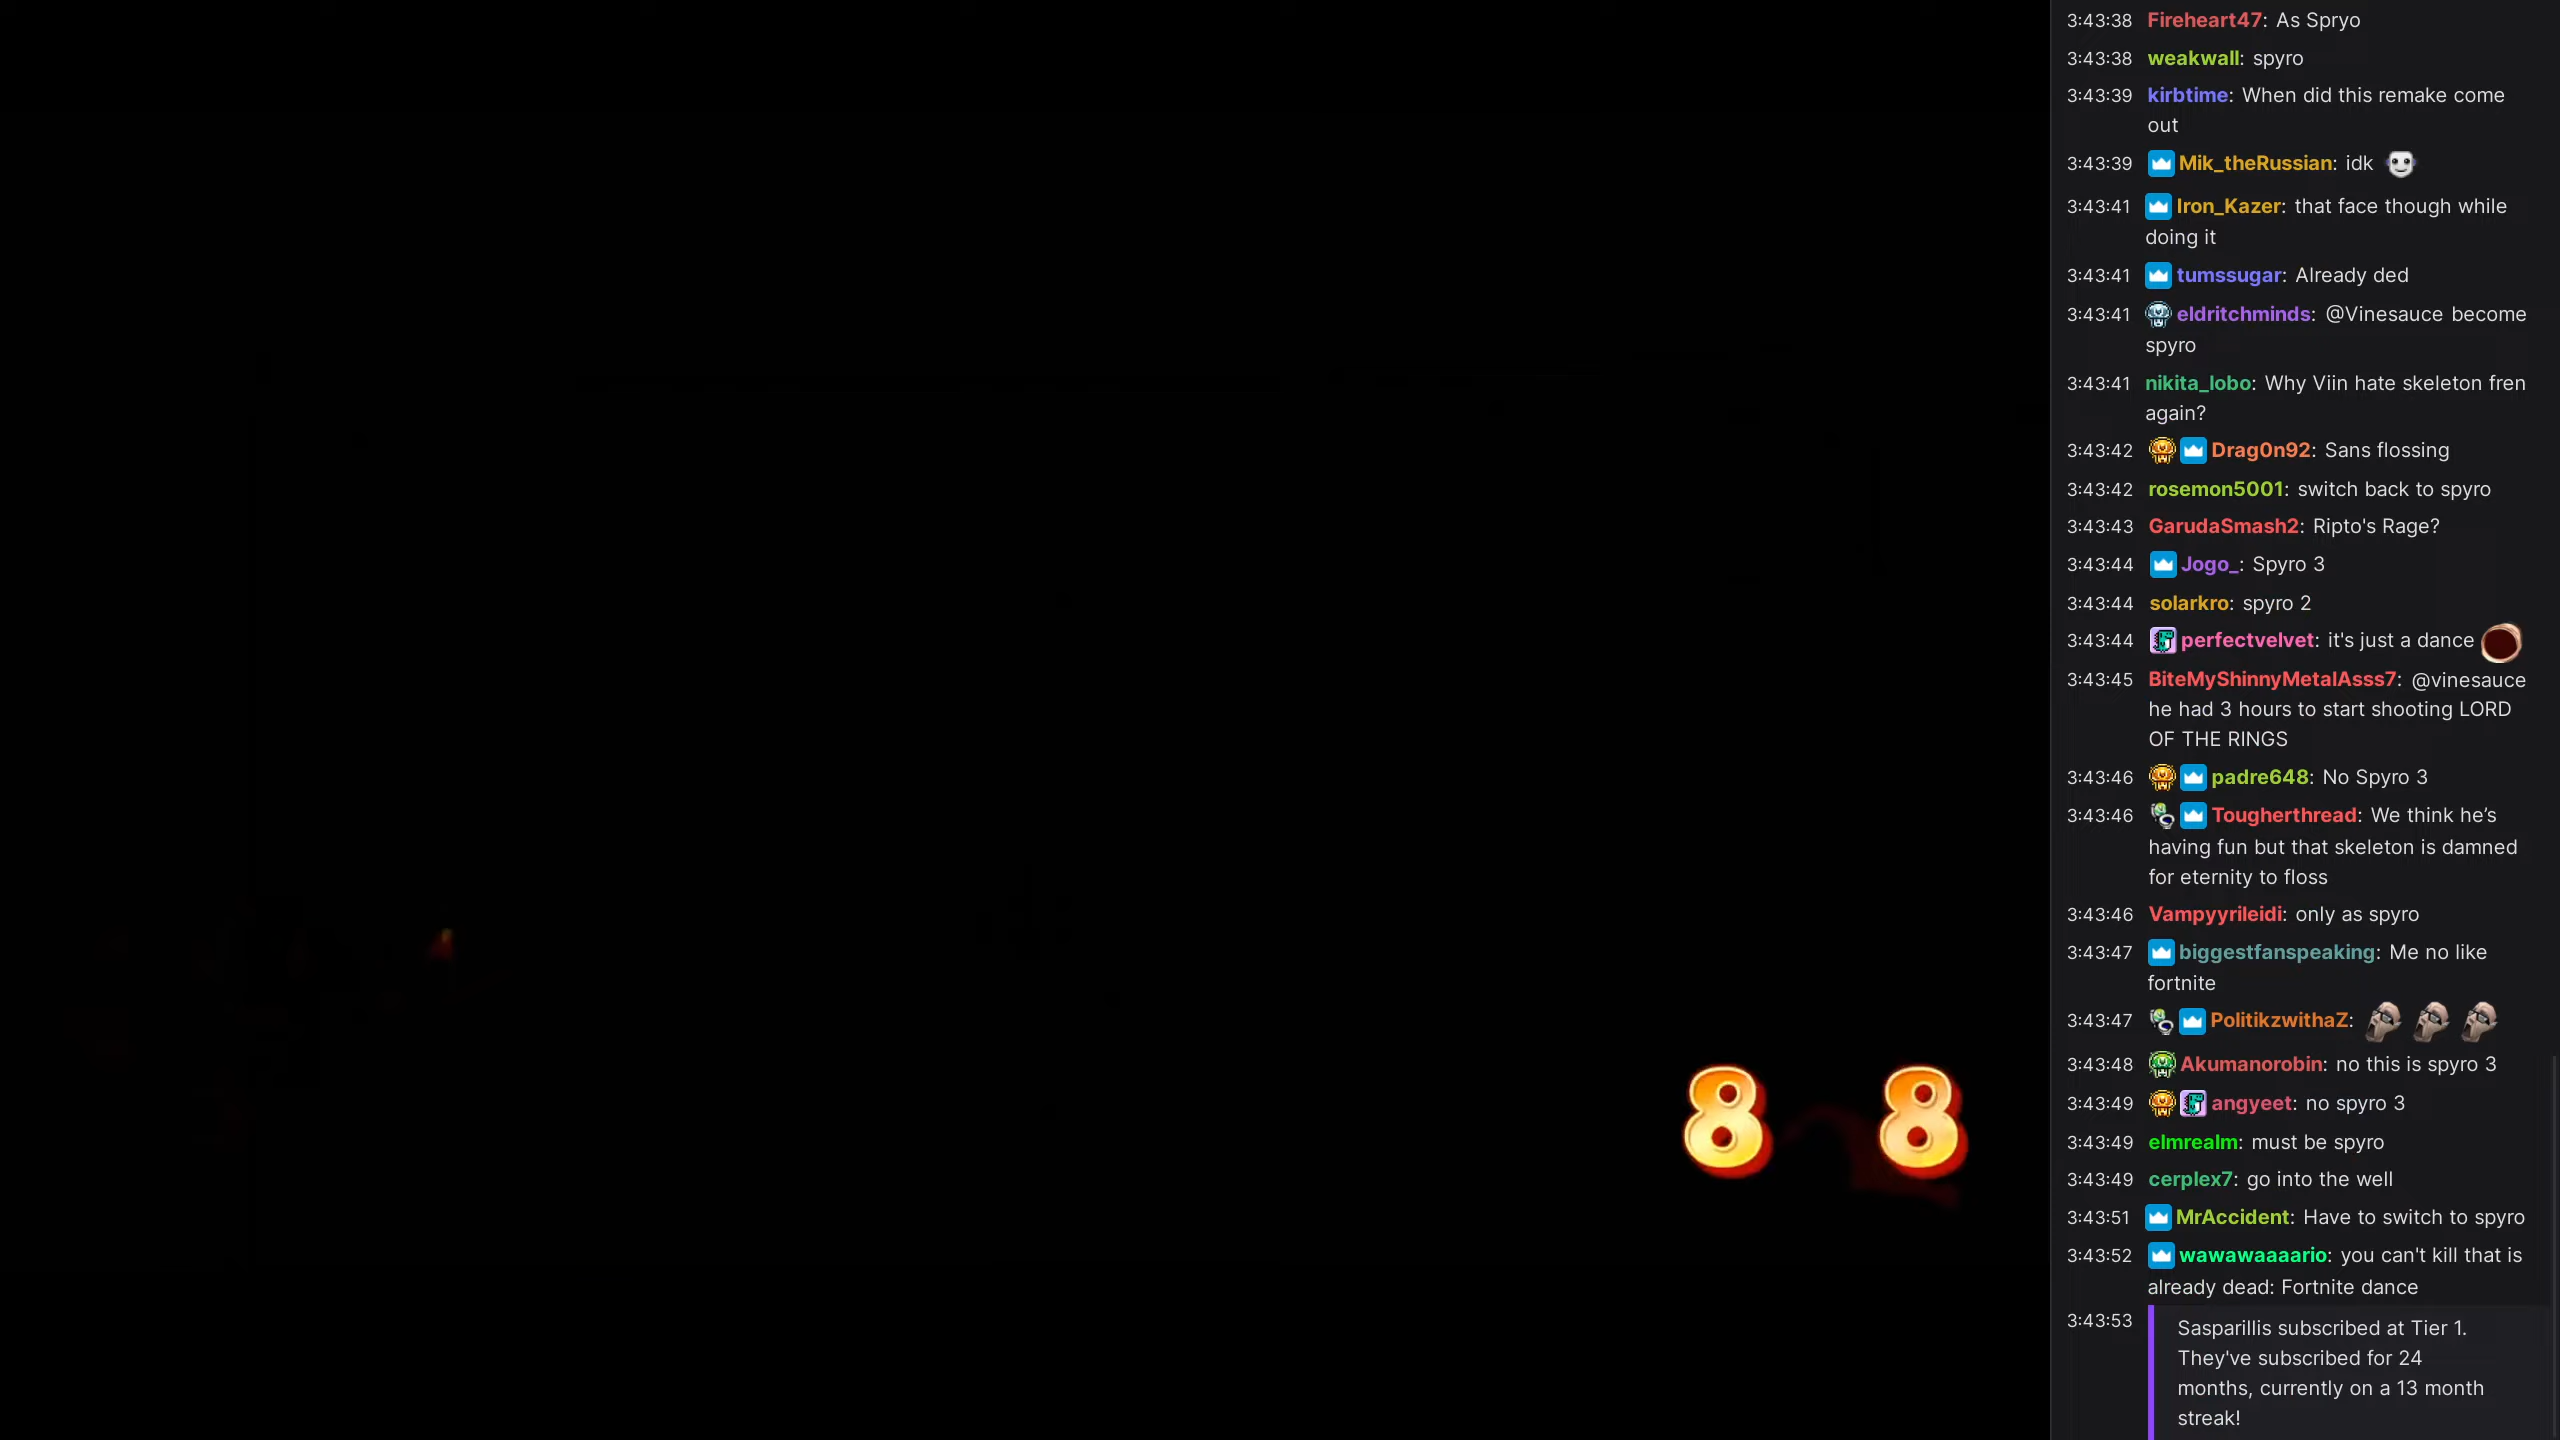 3:43:38 Fireheart47: As Spryo
3:43:38 weakwall: spyro
3:43:39 kirbtime: When did this remake come
out
3:43:39 Mik_theRussian: idk
3:43:41 Iron_Kazer: that face though while
doing it
3:43:41 tumssugar: Already ded
3:43:41 eldritchminds: @Vinesauce become
spyro
3:43:41 nikita_lobo: Why Viin hate skeleton fren
again?
3:43:42 Drag0n92: Sans flossing
3:43:42 rosemon5001: switch back to spyro
3:43:43 GarudaSmash2: Ripto's Rage?
3:43:44 Jogo_: Spyro 3
3:43:44 solarkro: spyro 2
3:43:44 perfectvelvet: it's just a dance
3:43:45 BiteMyShinnyMetalAsss7: @vinesauce
he had 3 hours to start shooting LORD
OF THE RINGS
3:43:46 padre648: No Spyro 3
3:43:46 Tougherthread: We think he’s
having fun but that skeleton is damned
for eternity to floss
3:43:46 Vampyyrileidi: only as spyro
3:43:47 biggestfanspeaking: Me no like
fortnite
3:43:47 PolitikzwithaZ:
3:43:48 Akumanorobin: no this is spyro 3
3:43:49 angyeet: no spyro 3
3:43:49 elmrealm: must be spyro
3:43:49 cerplex7: go into the well
3:43:51 MrAccident: Have to switch to spyro
3:43:52 wawawaaaario: you can't kill that is
already dead: Fortnite dance
3:43:53 Sasparillis subscribed at Tier 1.
They've subscribed for 24
months, currently on a 13 month
streak!
8 8